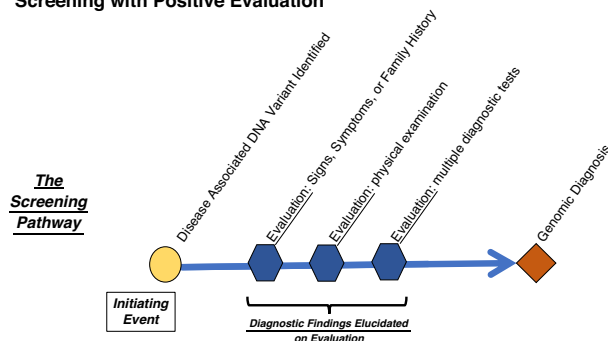 Screening with Positive Evaluation
Disease Associated DNA Variant Identified
Evaluation: Signs, Symptoms, or Family History
Evaluation: physical examination
Evaluation: multiple diagnostic tests
Genomic Diagnosis
The
Screening
Pathway
Initiating
Event
Diagnostic Findings Elucidated
on Evaluation